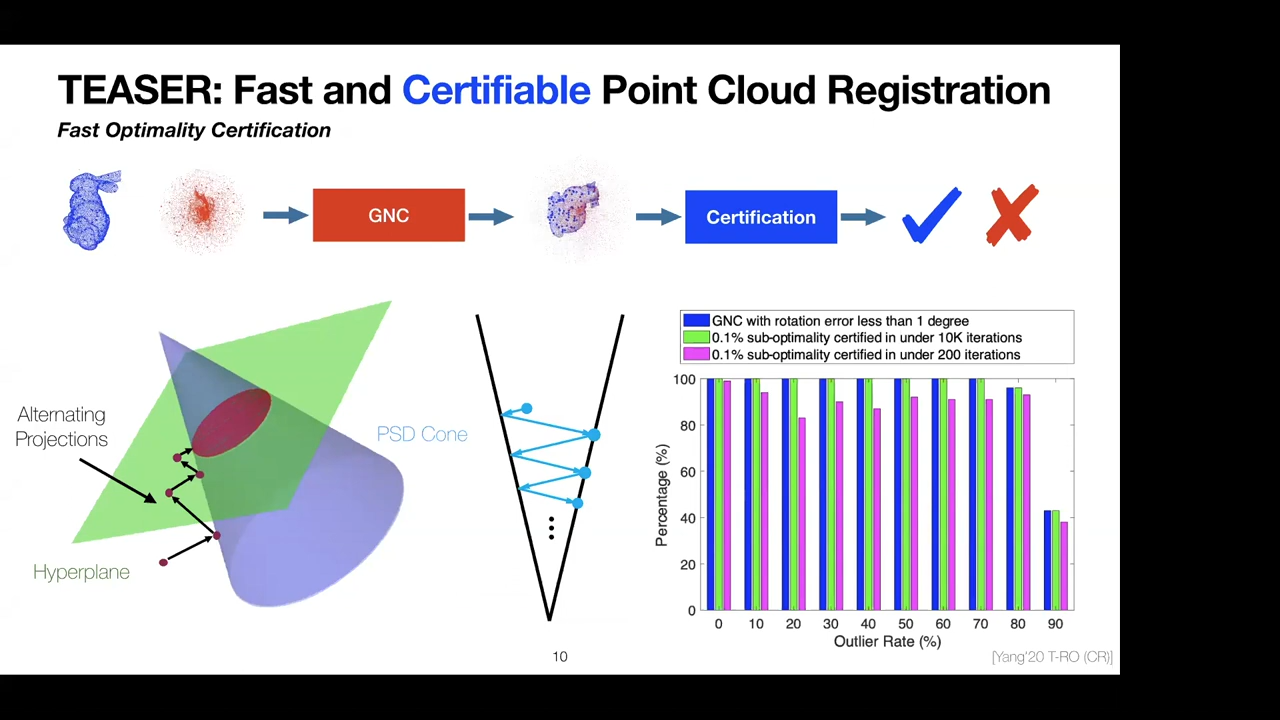 TEASER: Fast and Certifiable Point Cloud Registration
Fast Optimality Certification
GNC
Certification
Alternating
Projections
Hyperplane
PSD Cone
GNC with rotation error less than 1 degree
0.1% sub-optimality certified in under 10K iterations
0.1% sub-optimality certified in under 200 iterations
100
80
60
40
20
0
Percentage (%)
0 10 20 30 40 50 60 70 80 90
Outlier Rate (%)
10
[Yang'20 T-RO (CR)]